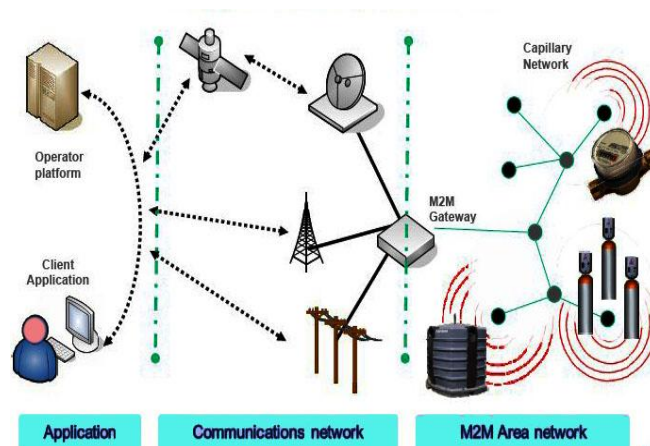 Capillary
Network
Operator
platform
M2M
Gateway
Client
Application
Application
Communications network
M2M Area network